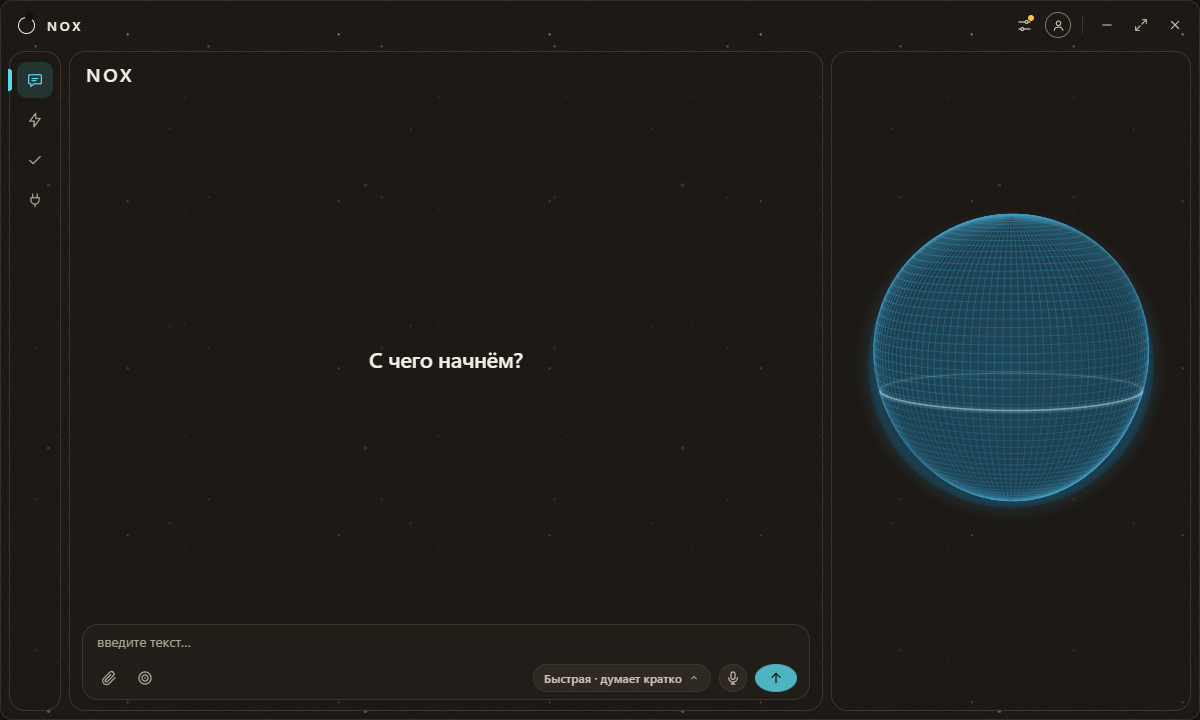 NOX
NOX
С чего начнём?
введите текст...
Быстрая · думает кратко